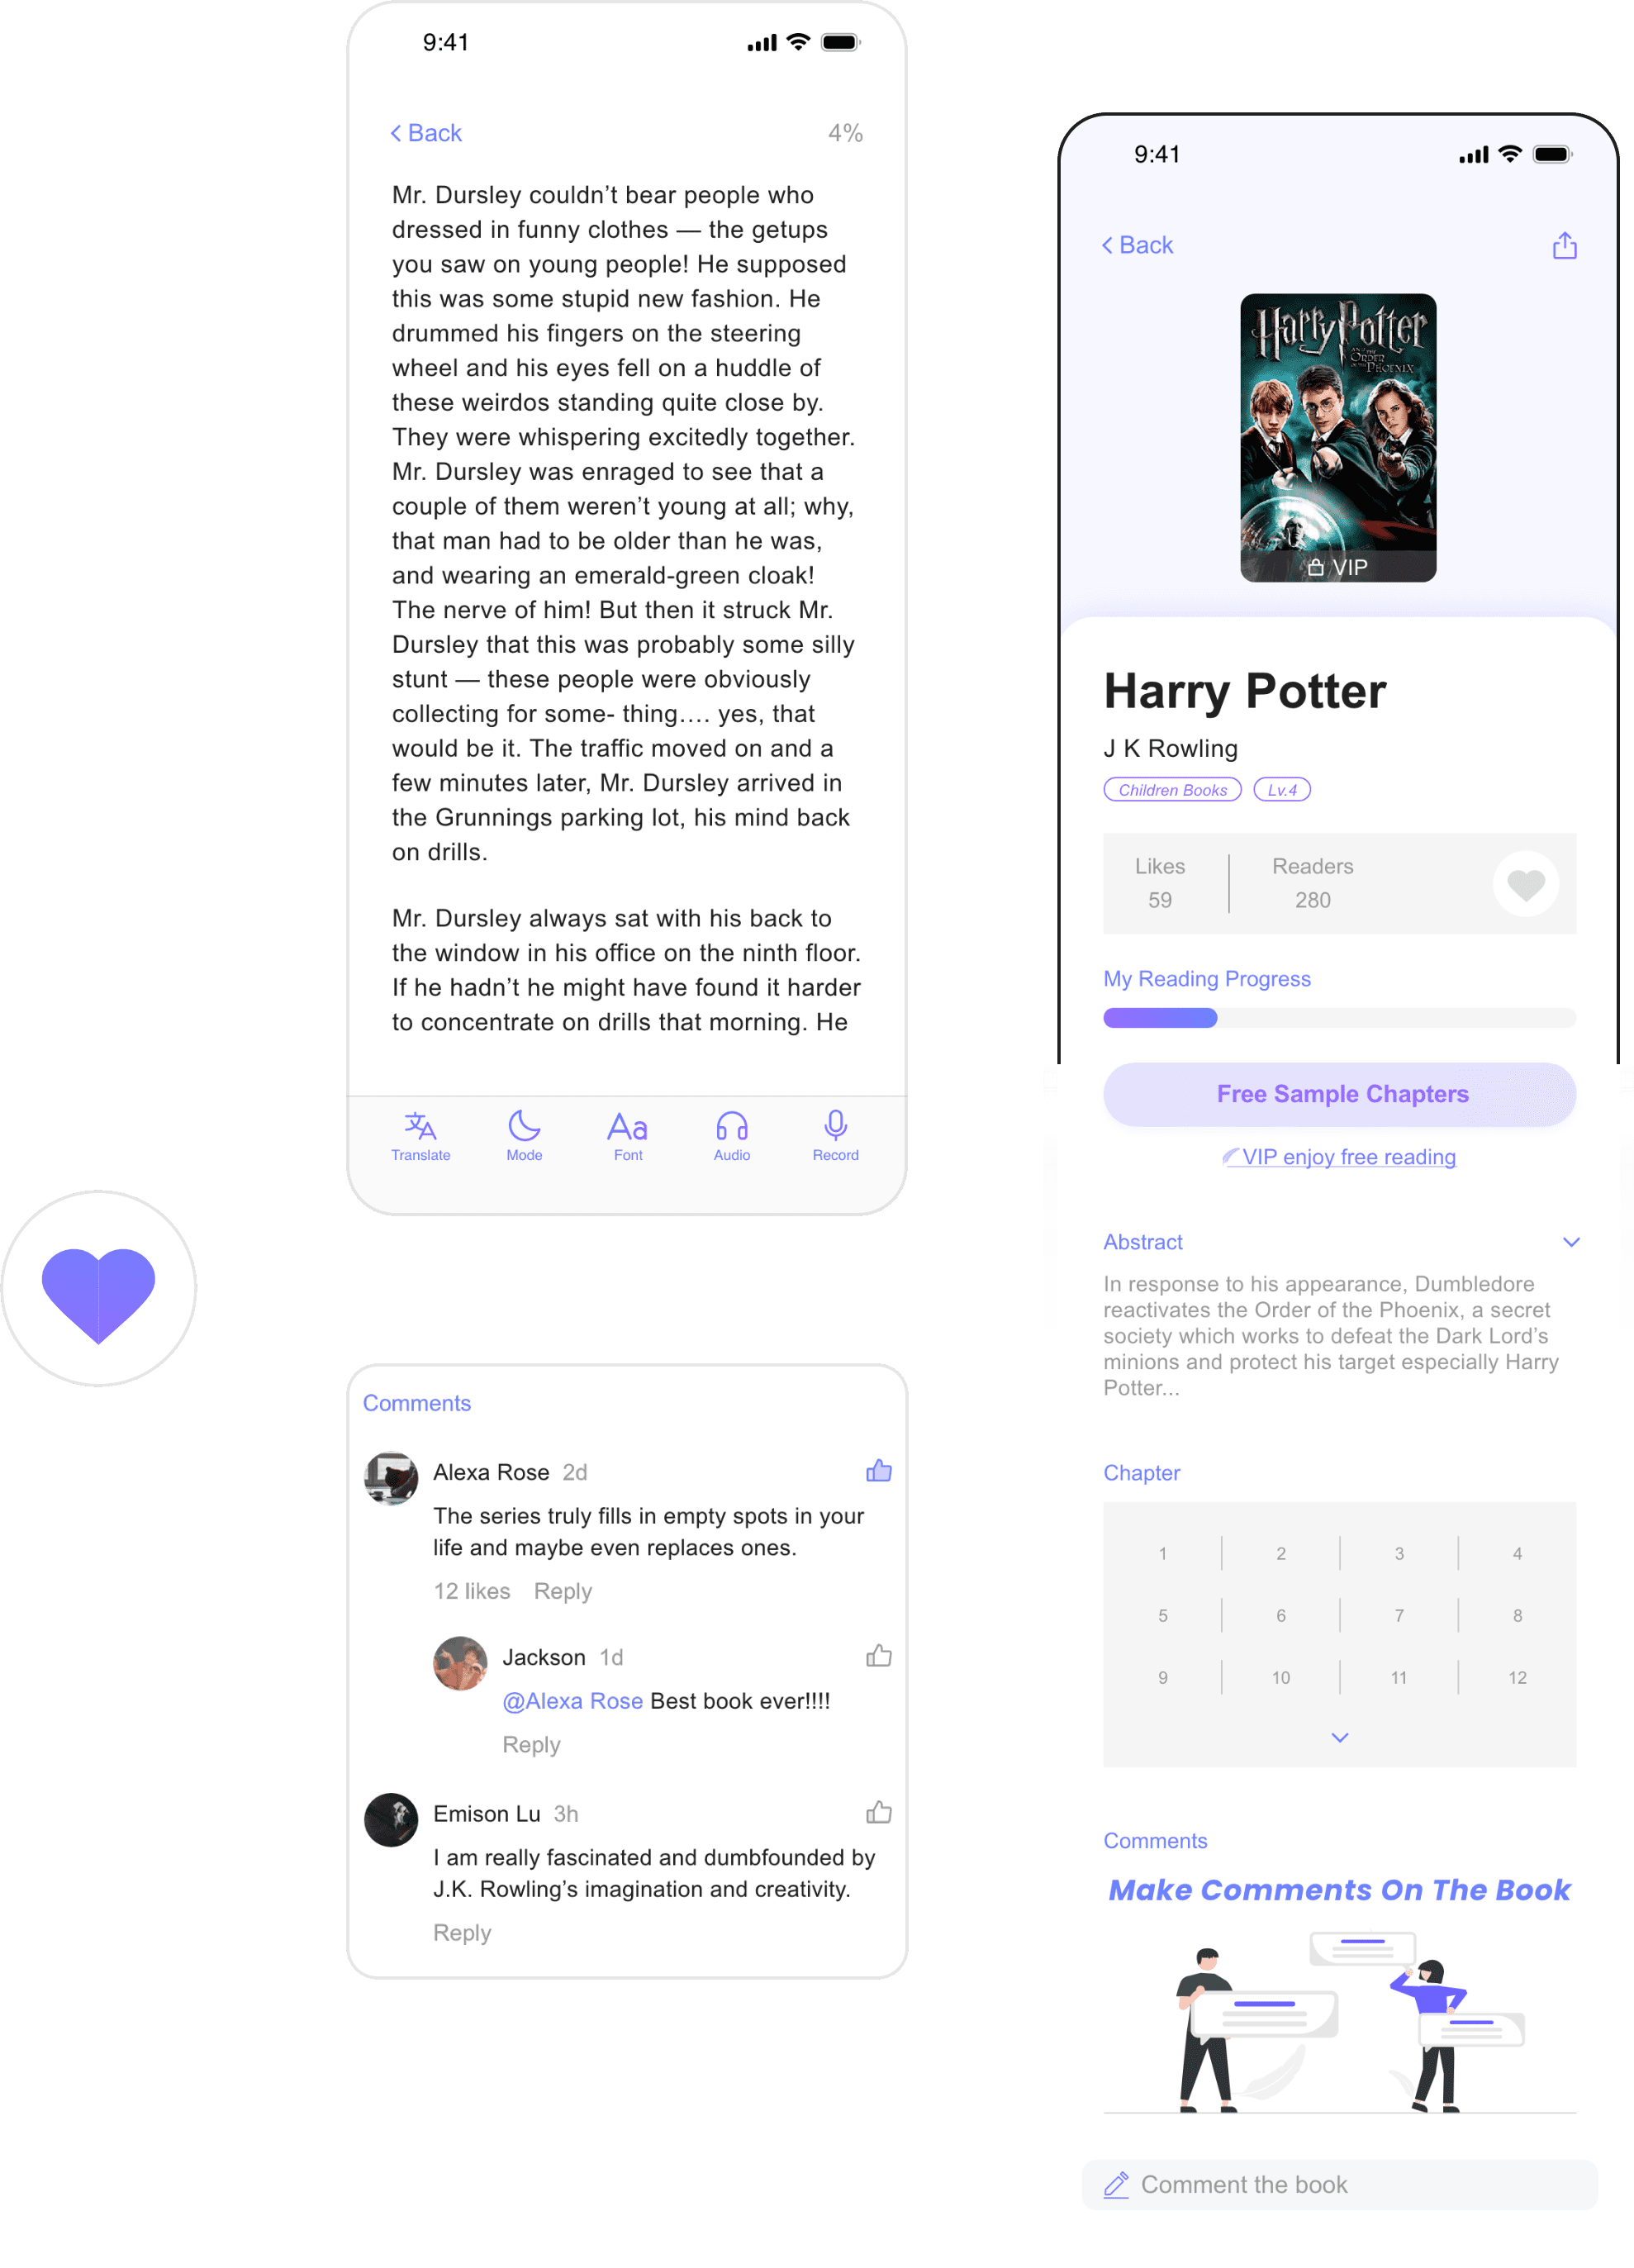 9:41
Back
4%
Mr. Dursley couldn’t bear people who
dressed in funny clothes — the getups
you saw on young people! He supposed
this was some stupid new fashion. He
drummed his fingers on the steering
wheel and his eyes fell on a huddle of
these weirdos standing quite close by.
They were whispering excitedly together.
Mr. Dursley was enraged to see that a
couple of them weren’t young at all; why,
that man had to be older than he was,
and wearing an emerald-green cloak!
The nerve of him! But then it struck Mr.
Dursley that this was probably some silly
stunt — these people were obviously
collecting for some- thing…. yes, that
would be it. The traffic moved on and a
few minutes later, Mr. Dursley arrived in
the Grunnings parking lot, his mind back
on drills.
Mr. Dursley always sat with his back to
the window in his office on the ninth floor.
If he hadn’t he might have found it harder
to concentrate on drills that morning. He
Translate
Mode
Aa
Font
Audio
Record
Comments
Alexa Rose 2d
The series truly fills in empty spots in your
life and maybe even replaces ones.
12 likes Reply
Jackson 1d
@Alexa Rose Best book ever!!!!
Reply
Emison Lu 3h
I am really fascinated and dumbfounded by
J.K. Rowling’s imagination and creativity.
Reply
9:41
Back
Harry Potter
AND THE
ORDER
OF THE PHOENIX
VIP
Harry Potter
J K Rowling
Children Books Lv.4
Likes Readers
59 280
My Reading Progress
Free Sample Chapters
VIP enjoy free reading
Abstract
In response to his appearance, Dumbledore
reactivates the Order of the Phoenix, a secret
society which works to defeat the Dark Lord’s
minions and protect his target especially Harry
Potter...
Chapter
1 2 3 4
5 6 7 8
9 10 11 12
Comments
Make Comments On The Book
Comment the book